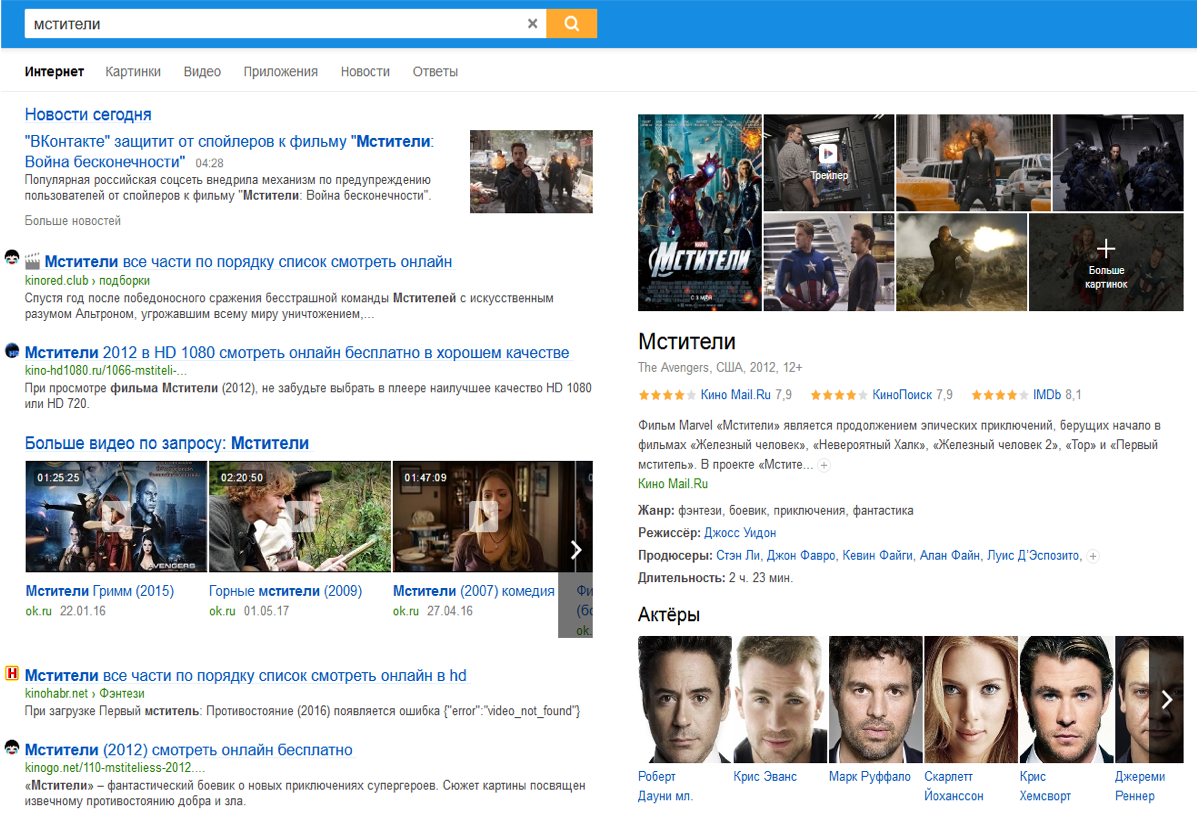 мстители
Интернет Картинки Видео Приложения Новости Ответы
Новости сегодня
"ВКонтакте" защитит от спойлеров к фильму "Мстители:
Война бесконечности" 04:28
Популярная российская соцсеть внедрила механизм по предупреждению
пользователей от спойлеров к фильму "Мстители: Война бесконечности".
Больше новостей
Мстители все части по порядку список смотреть онлайн
kinored.club › подборки
Спустя год после победоносного сражения бесстрашной команды Мстителей с искусственным
разумом Альтроном, угрожавшим всему миру уничтожением,...
Мстители 2012 в HD 1080 смотреть онлайн бесплатно в хорошем качестве
kino-hd1080.ru/1066-mstiteli-...
При просмотре фильма Мстители (2012), не забудьте выбрать в плеере наилучшее качество HD 1080
или HD 720.
Больше видео по запросу: Мстители
01:25:25 02:20:50 01:47:09
AVENGERS
Мстители Гримм (2015) Горные мстители (2009) Мстители (2007) комедия Фи
(бо
ok.ru 22.01.16 ok.ru 01.05.17 ok.ru 27.04.16 ok.
H
Мстители все части по порядку список смотреть онлайн в hd
kinohabr.net › Фэнтези
При загрузке Первый мститель: Противостояние (2016) появляется ошибка {"error":"video_not_found"}
Мстители (2012) смотреть онлайн бесплатно
kinogo.net/110-mstiteliess-2012....
«Мстители» – фантастический боевик о новых приключениях супергероев. Сюжет картины посвящен
извечному противостоянию добра и зла.
MARVEL
МСТИТЕЛИ
С 3 МАЯ
Трейлер
Больше
картинок
Мстители
The Avengers, США, 2012, 12+
Кино Mail.Ru 7,9 КиноПоиск 7,9 IMDb 8,1
Фильм Marvel «Мстители» является продолжением эпических приключений, берущих начало в
фильмах «Железный человек», «Невероятный Халк», «Железный человек 2», «Тор» и «Первый
мститель». В проекте «Мстите... +
Кино Mail.Ru
Жанр: фэнтези, боевик, приключения, фантастика
Режиссёр: Джосс Уидон
Продюсеры: Стэн Ли, Джон Фавро, Кевин Файги, Алан Файн, Луис Д'Эспозито, +
Длительность: 2 ч. 23 мин.
Актёры
Роберт Крис Эванс Марк Руффало Скарлетт Крис Джереми
Дауни мл. Йоханссон Хемсворт Реннер